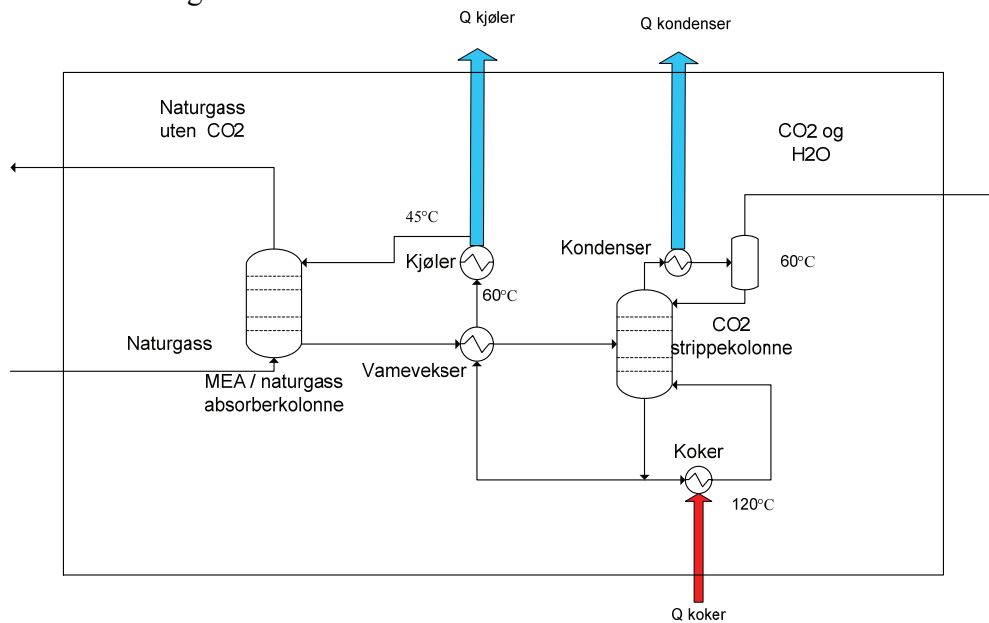 Q kjøler
Q kondenser
Naturgass
uten CO2
CO2 og
H2O
45°C
Kjøler
Kondenser
60°C
60°C
Naturgass
Vamevekser
CO2
strippekolonne
MEA / naturgass
absorberkolonne
Koker
120°C
Q koker